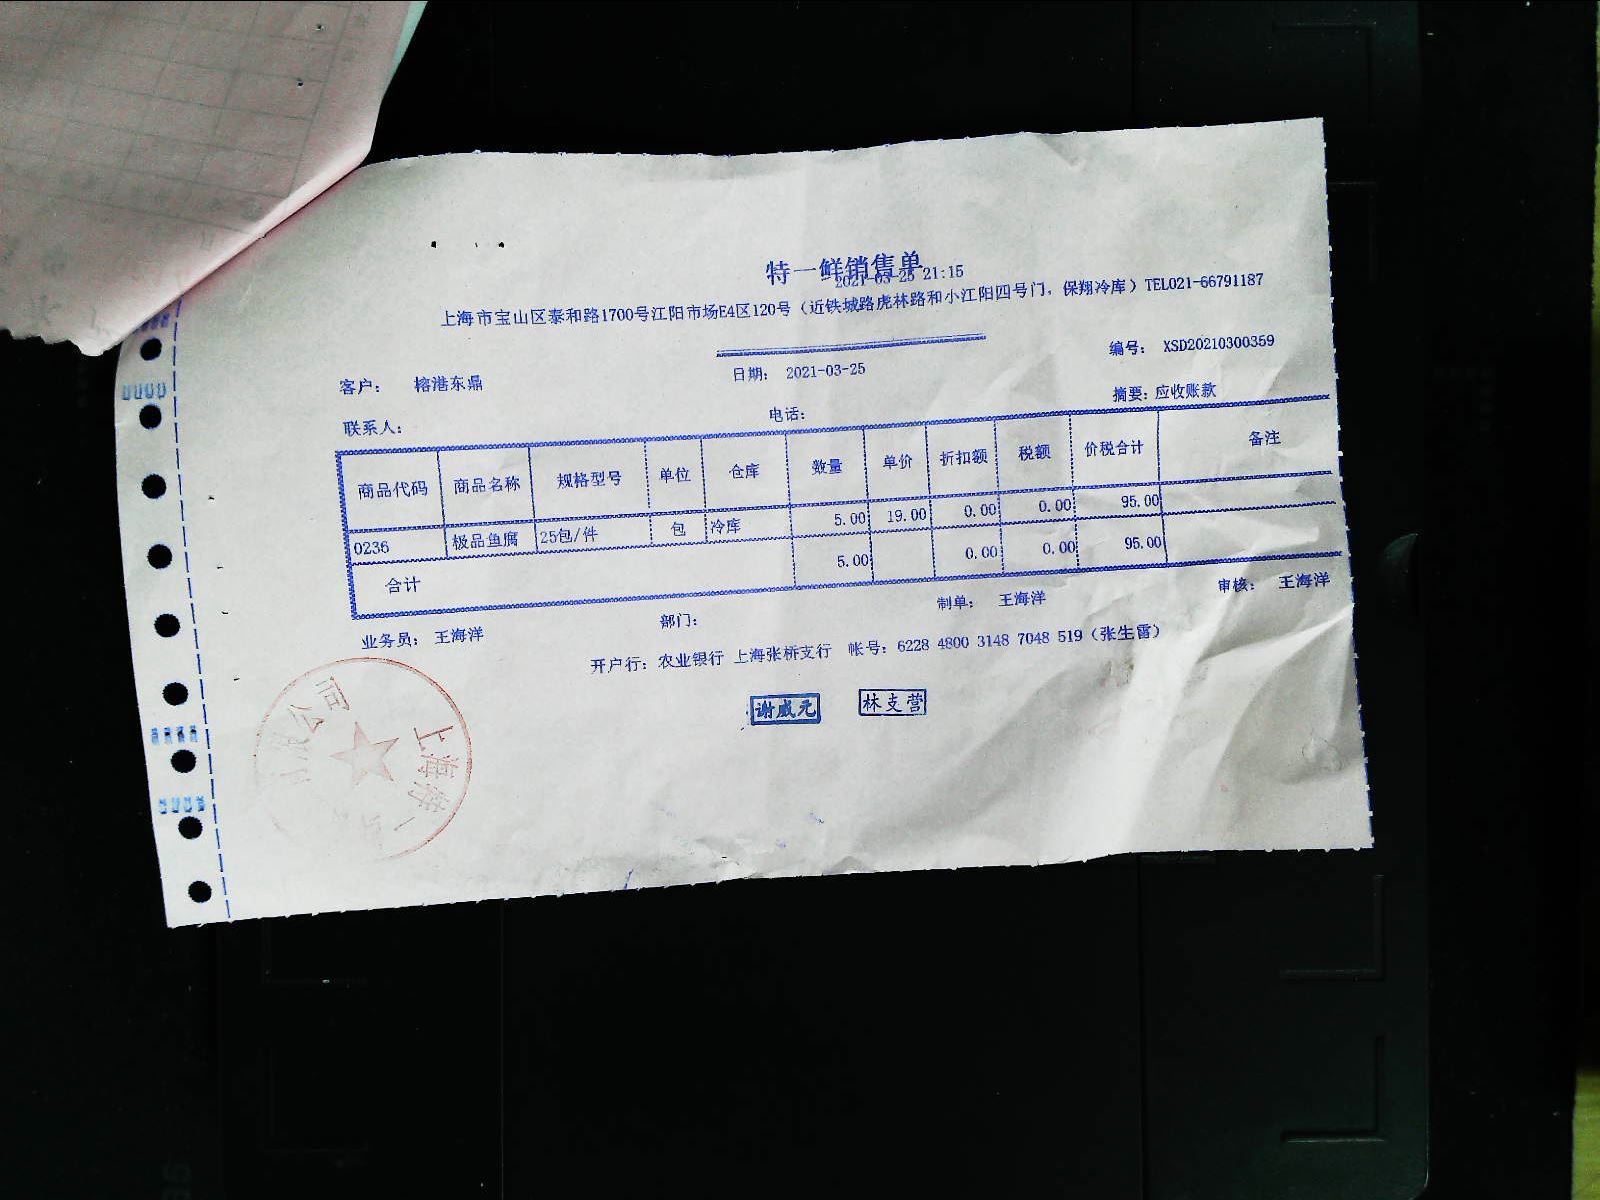 特一鲜销售单
2021-03-25 21:15
上海市宝山区泰和路1700号江阳市场E4区120号（近铁城路虎林路和小江阳四号门，保翔冷库）TEL021-66791187
日期： 2021-03-25 编号： XSD20210300359
客户： 榕港东鼎
联系人： 电话： 摘要：应收账款
商品代码 商品名称 规格型号 单位 仓库 数量 单价 折扣额 税额 价税合计 备注
0236 极品鱼腐 25包/件 包 冷库 5.00 19.00 0.00 0.00 95.00
合计 5.00 0.00 0.00 95.00
业务员： 王海洋 部门： 制单： 王海洋 审核： 王海洋
开户行：农业银行 上海张桥支行 帐号：6228 4800 3148 7048 519（张生雷）
谢威元 林支营
上海特一
公司